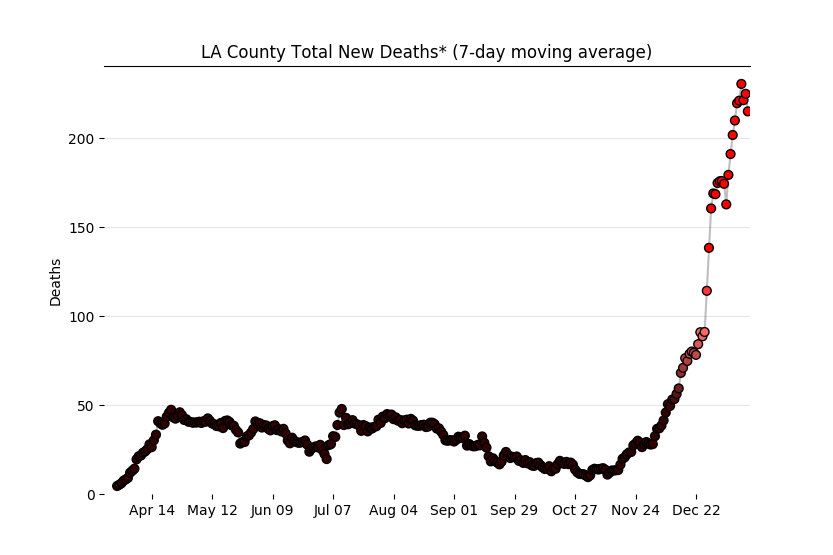 LA County Total New Deaths* (7-day moving average)
200
150
100
50
0
Deaths
Apr 14 May 12 Jun 09 Jul 07 Aug 04 Sep 01 Sep 29 Oct 27 Nov 24 Dec 22